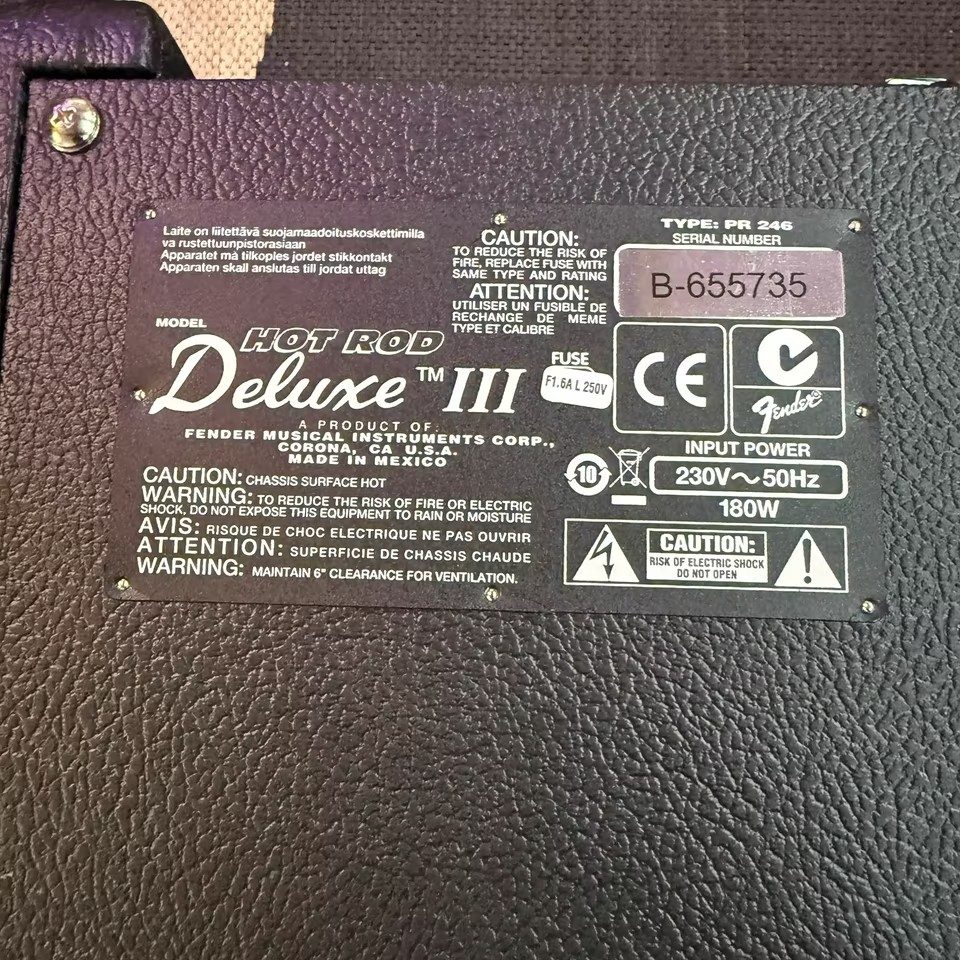 Laite on liitettävä suojamaadoituskoskettimilla
va rustettuunpistorasiaan
Apparatet må tilkoples jordet stikkontakt
Apparaten skall anslutas till jordat uttag
CAUTION:
TO REDUCE THE RISK OF
FIRE, REPLACE FUSE WITH
SAME TYPE AND RATING
ATTENTION:
UTILISER UN FUSIBLE DE
RECHANGE DE MEME
TYPE ET CALIBRE
TYPE: PR 246
SERIAL NUMBER
B-655735
MODEL
HOT ROD
Deluxe™ III
FUSE
F1.6A L 250V
CE
Fender®
A PRODUCT OF:
FENDER MUSICAL INSTRUMENTS CORP.,
CORONA, CA U.S.A.
MADE IN MEXICO
10
INPUT POWER
230V~50Hz
180W
CAUTION: CHASSIS SURFACE HOT
WARNING: TO REDUCE THE RISK OF FIRE OR ELECTRIC
SHOCK, DO NOT EXPOSE THIS EQUIPMENT TO RAIN OR MOISTURE
AVIS: RISQUE DE CHOC ELECTRIQUE NE PAS OUVRIR
ATTENTION: SUPERFICIE DE CHASSIS CHAUDE
WARNING: MAINTAIN 6" CLEARANCE FOR VENTILATION.
CAUTION:
RISK OF ELECTRIC SHOCK
DO NOT OPEN